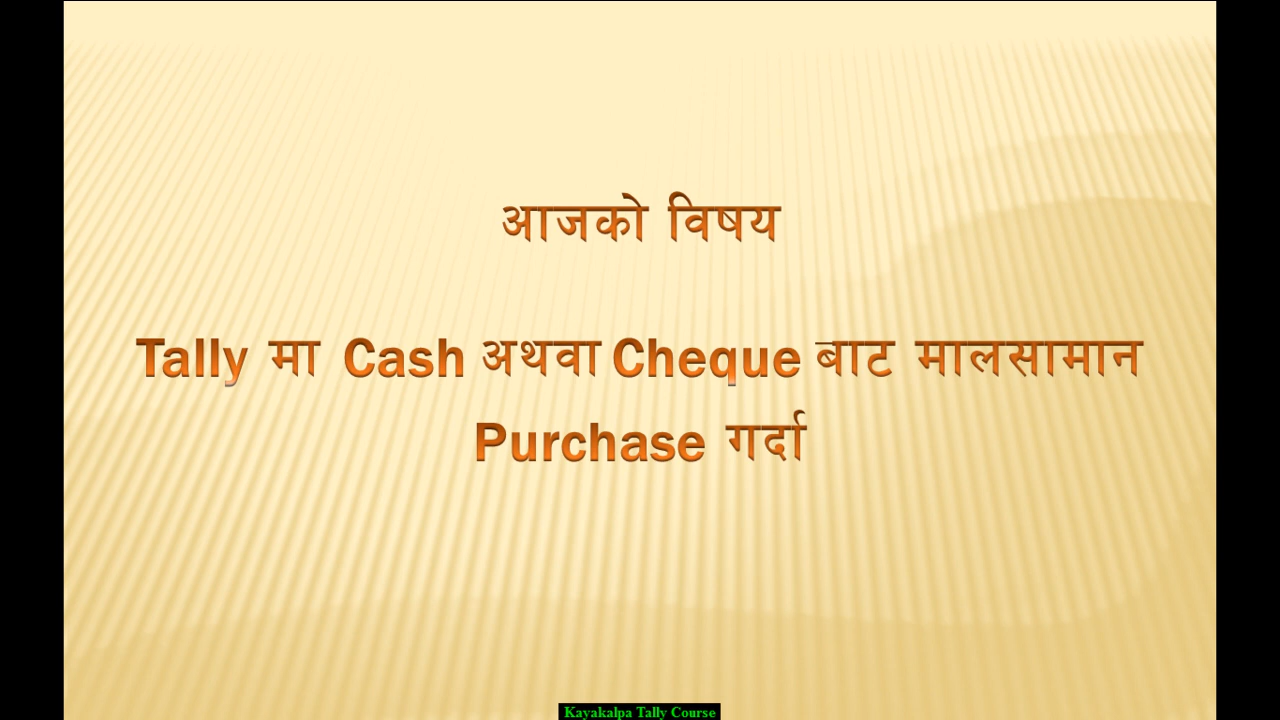 आजको विषय
Tally मा Cash अथवा Cheque बाट मालसामान
Purchase गर्दा
Kayakalpa Tally Course